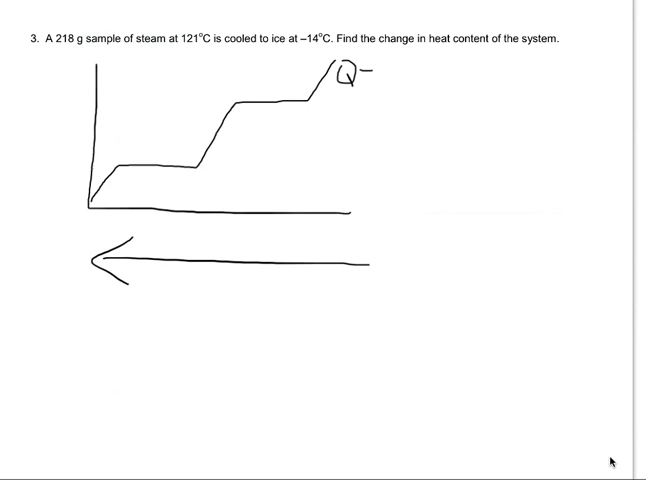 3. A 218 g sample of steam at 121°C is cooled to ice at –14°C. Find the change in heat content of the system.
Q-